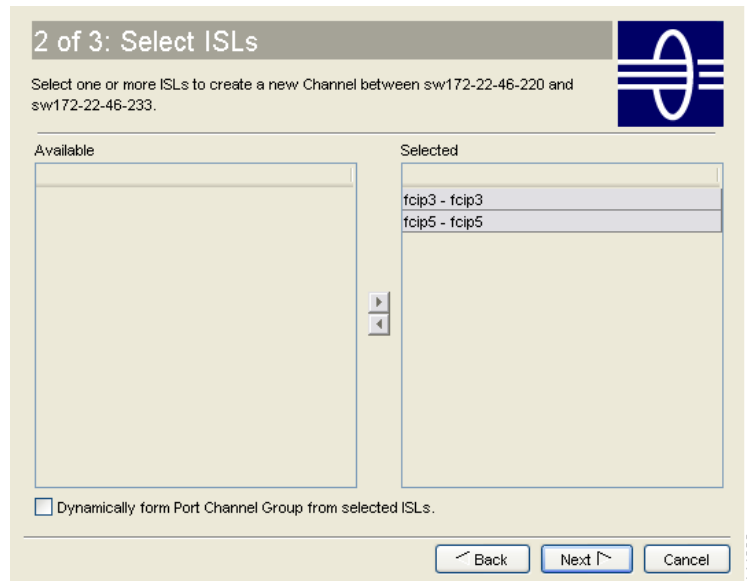 2 of 3: Select ISLs
Select one or more ISLs to create a new Channel between sw172-22-46-220 and
sw172-22-46-233.
Available
Selected
fcip3 - fcip3
fcip5 - fcip5
Dynamically form Port Channel Group from selected ISLs.
Back
Next
Cancel